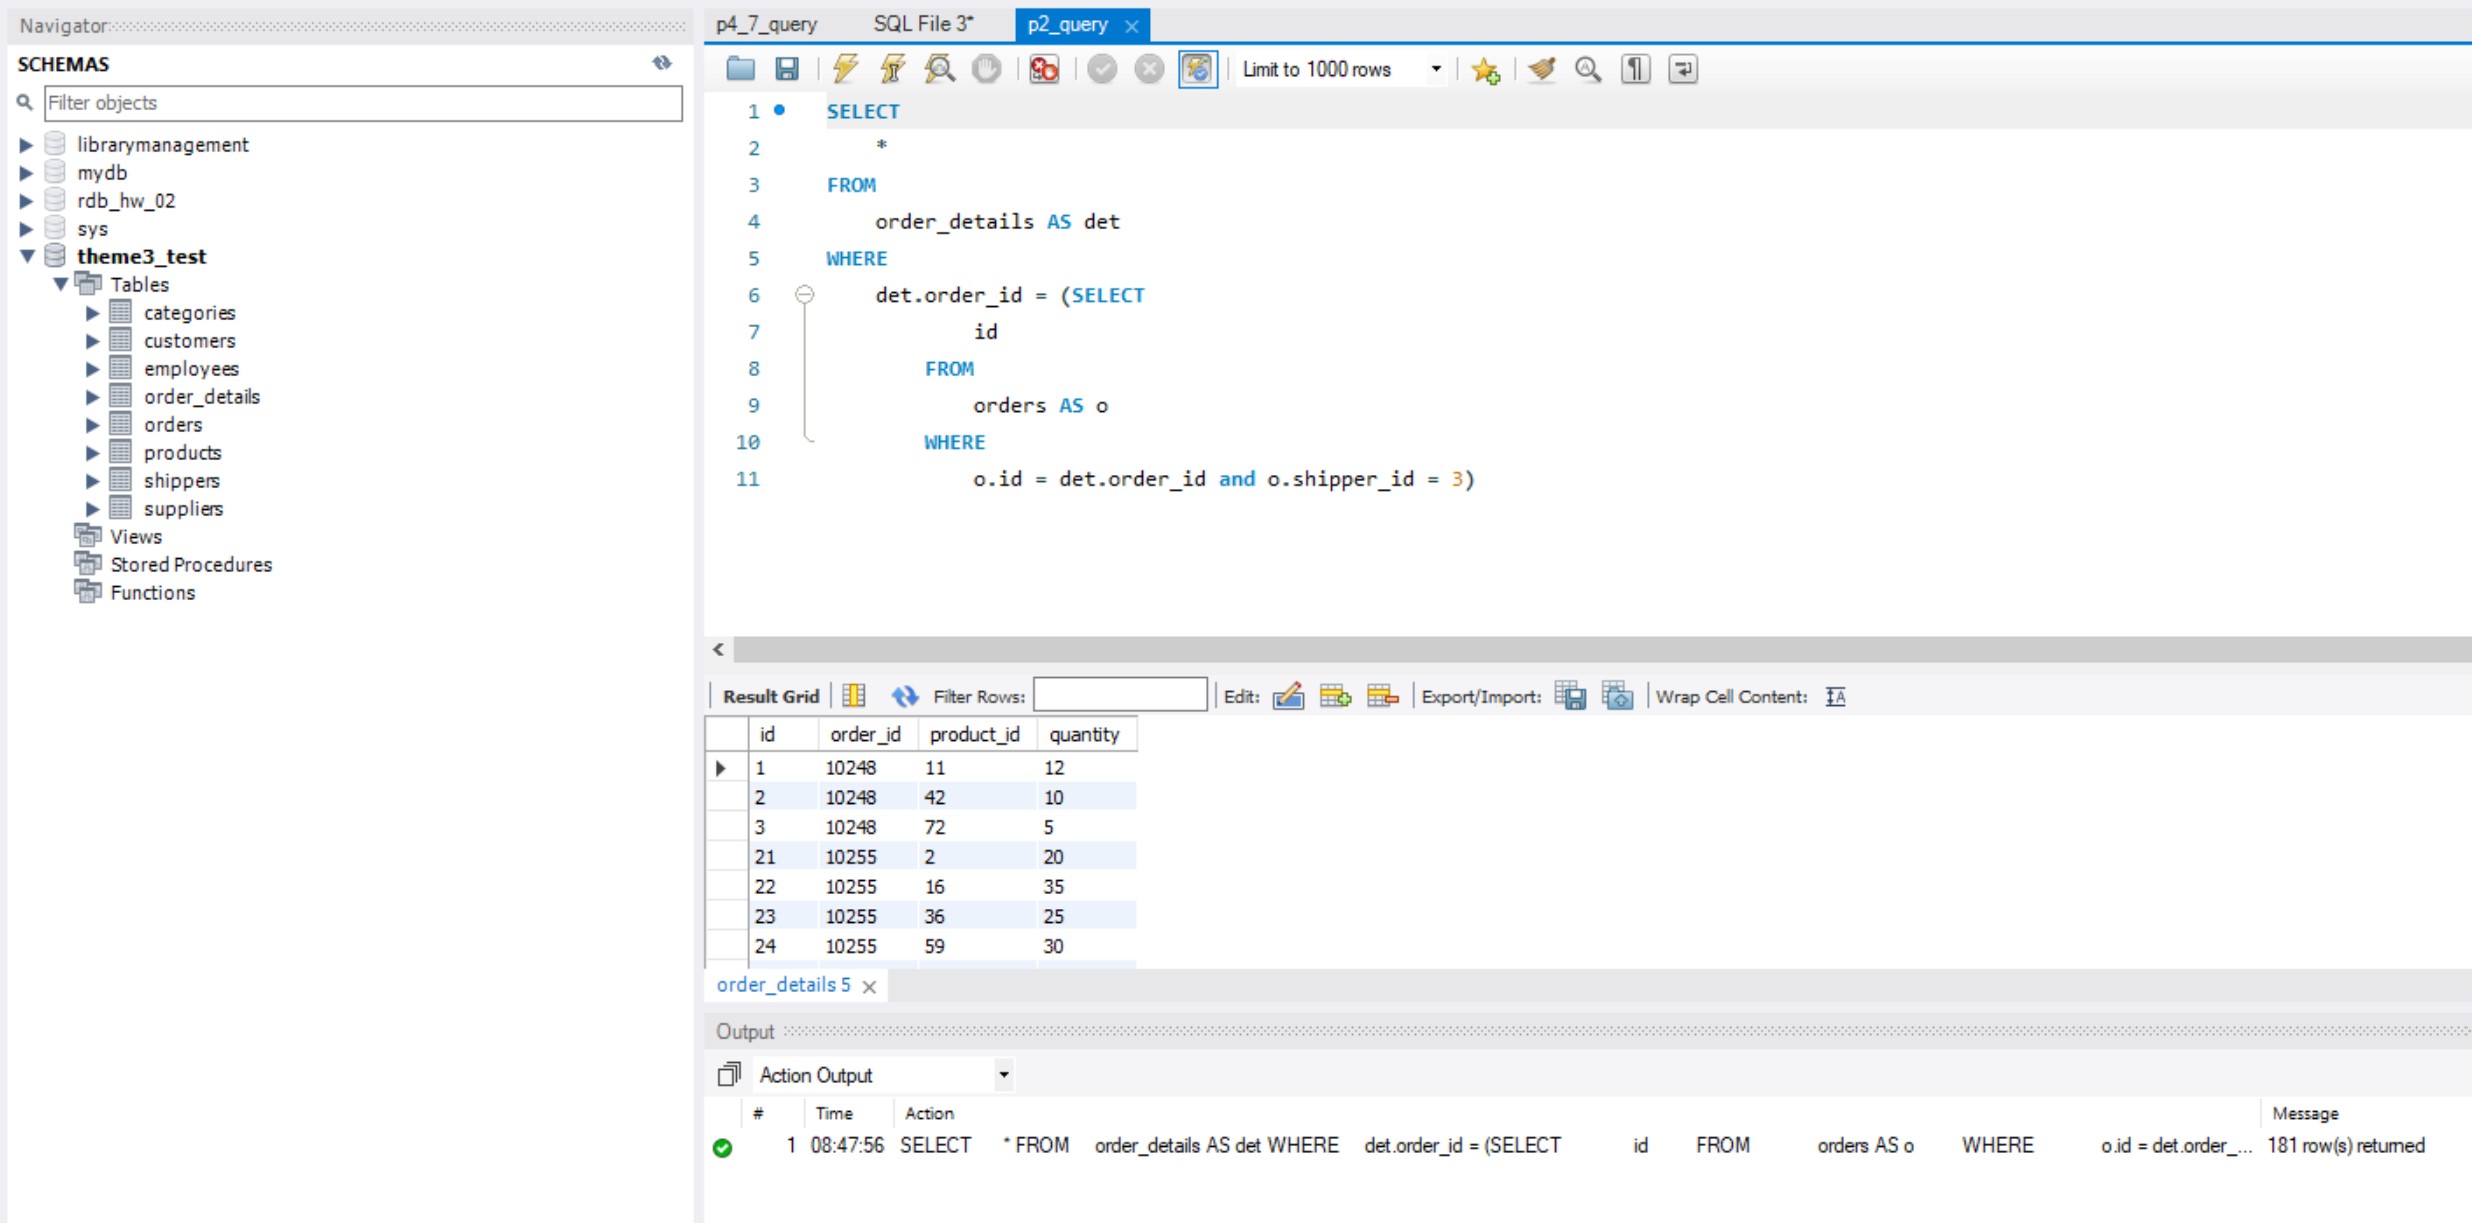 Navigator
SCHEMAS
Filter objects
librarymanagement
mydb
rdb_hw_02
sys
theme3_test
Tables
categories
customers
employees
order_details
orders
products
shippers
suppliers
Views
Stored Procedures
Functions
p4_7_query SQL File 3* p2_query
Limit to 1000 rows
1 SELECT
2 *
3 FROM
4 order_details AS det
5 WHERE
6 det.order_id = (SELECT
7 id
8 FROM
9 orders AS o
10 WHERE
11 o.id = det.order_id and o.shipper_id = 3)
Result Grid Filter Rows: Edit: Export/Import: Wrap Cell Content:
id order_id product_id quantity
1 10248 11 12
2 10248 42 10
3 10248 72 5
21 10255 2 20
22 10255 16 35
23 10255 36 25
24 10255 59 30
order_details 5
Output
Action Output
# Time Action Message
1 08:47:56 SELECT * FROM order_details AS det WHERE det.order_id = (SELECT id FROM orders AS o WHERE o.id = det.order_... 181 row(s) returned